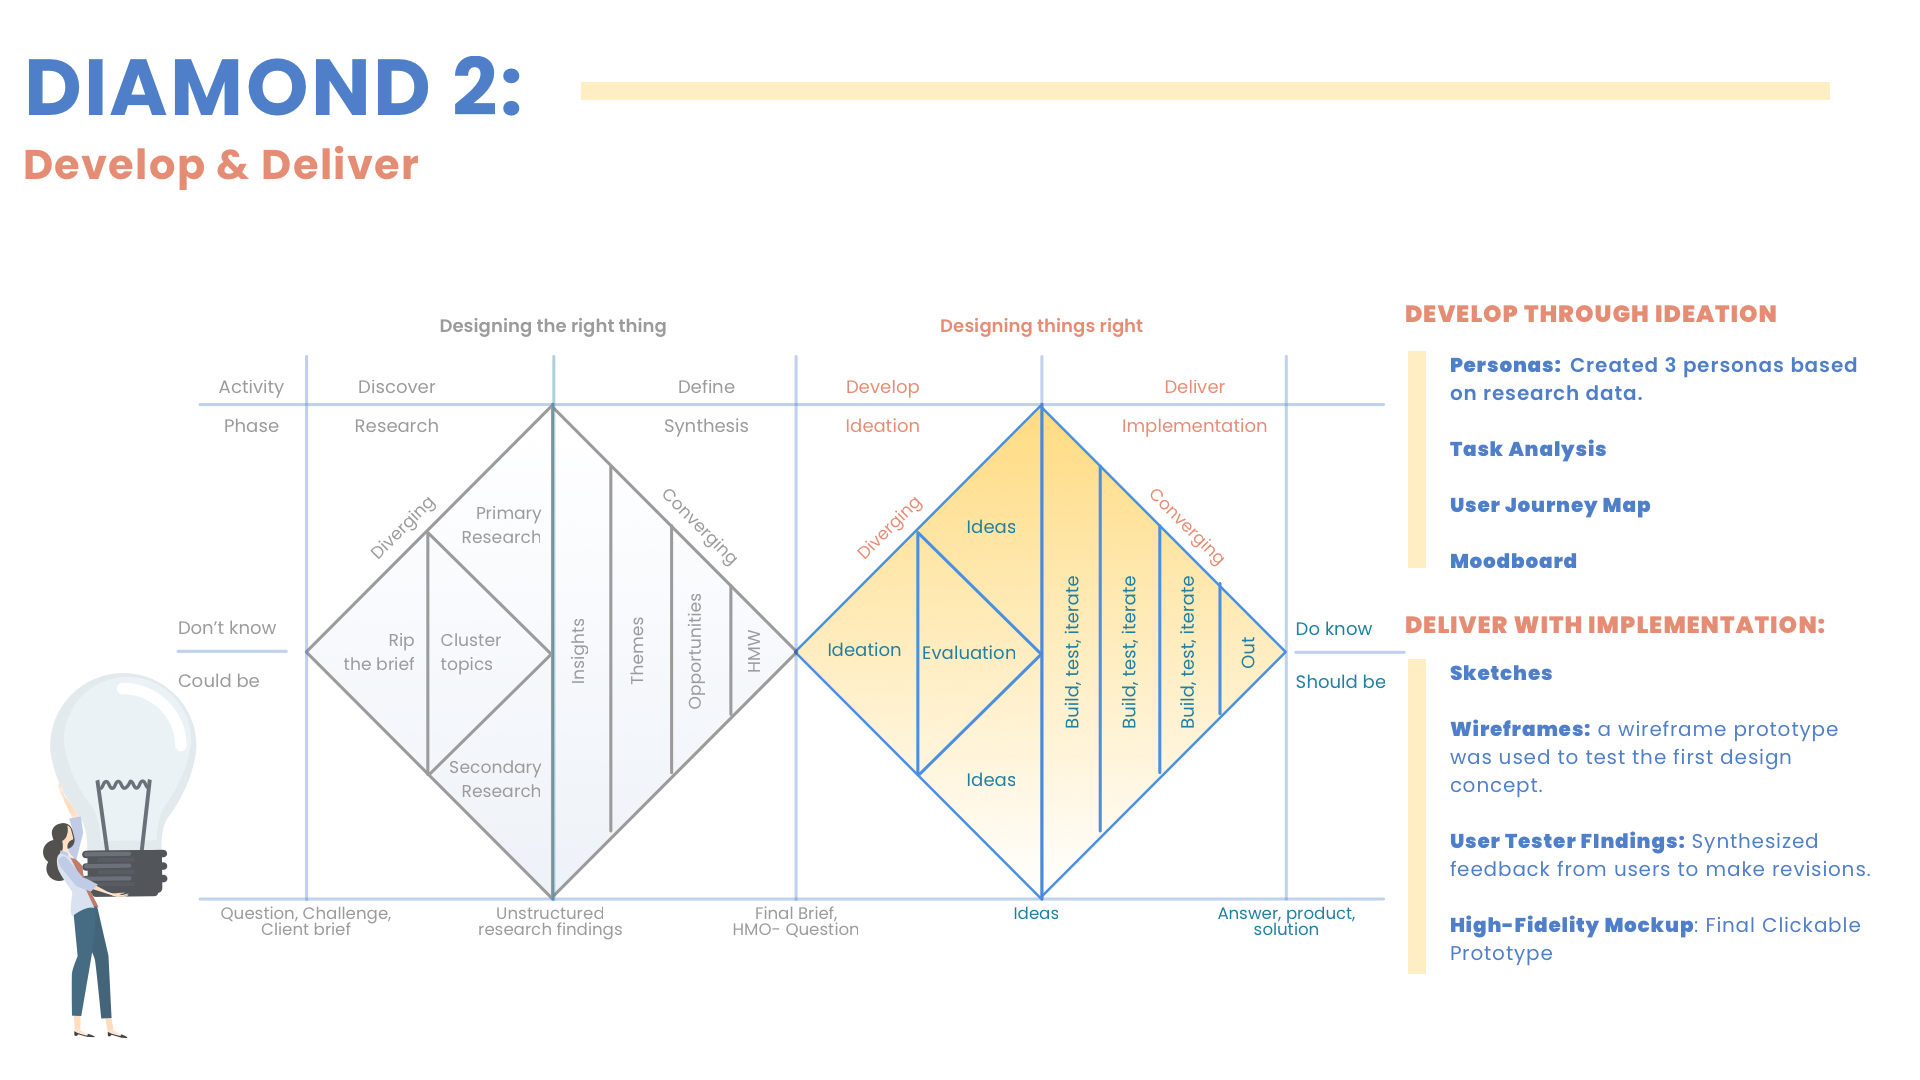 DIAMOND 2:
Develop & Deliver
Designing the right thing
Designing things right
Activity
Discover
Define
Develop
Deliver
Phase
Research
Synthesis
Ideation
Implementation
Diverging
Primary
Research
Converging
Don’t know
Could be
Rip
the brief
Cluster
topics
Secondary
Research
Insights
Themes
Opportunities
HMW
Diverging
Ideas
Converging
Ideation
Evaluation
Ideas
Build, test, iterate
Build, test, iterate
Build, test, iterate
Out
Do know
Should be
Question, Challenge,
Client brief
Unstructured
research findings
Final Brief,
HMO- Question
Ideas
Answer, product,
solution
DEVELOP THROUGH IDEATION
Personas: Created 3 personas based
on research data.
Task Analysis
User Journey Map
Moodboard
DELIVER WITH IMPLEMENTATION:
Sketches
Wireframes: a wireframe prototype
was used to test the first design
concept.
User Tester FIndings: Synthesized
feedback from users to make revisions.
High-Fidelity Mockup: Final Clickable
Prototype